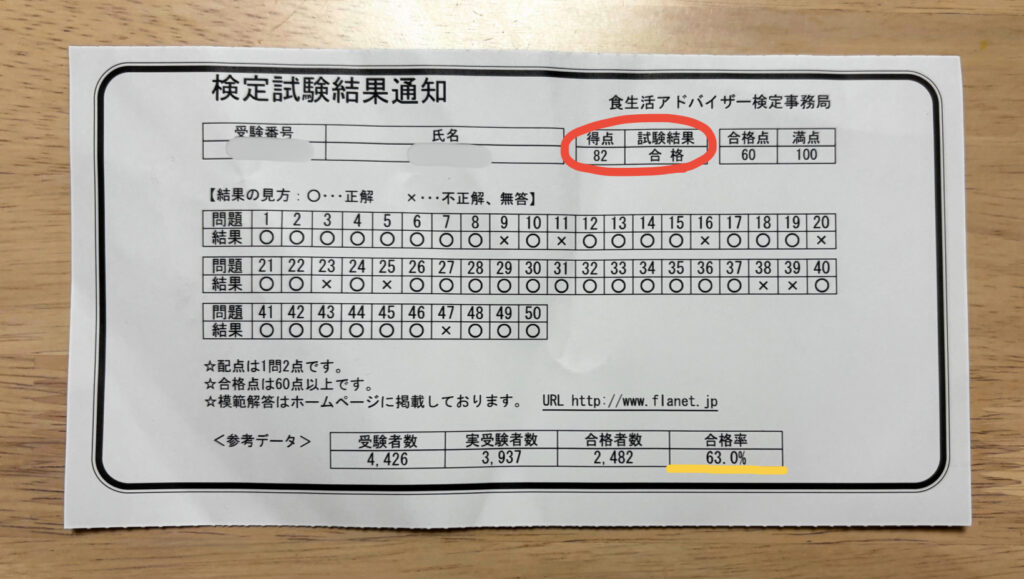 検定試験結果通知
食生活アドバイザー検定事務局
受験番号 氏名 得点 試験結果 合格点 満点
82 合格 60 100
【結果の見方:○･･･正解 ×･･･不正解、無答】
問題 1 2 3 4 5 6 7 8 9 10 11 12 13 14 15 16 17 18 19 20
結果 ○ ○ ○ ○ ○ ○ ○ ○ × ○ × ○ ○ ○ ○ × ○ ○ ○ ×
問題 21 22 23 24 25 26 27 28 29 30 31 32 33 34 35 36 37 38 39 40
結果 ○ ○ × ○ × ○ ○ ○ ○ ○ ○ ○ ○ ○ ○ ○ ○ × × ○
問題 41 42 43 44 45 46 47 48 49 50
結果 ○ ○ ○ ○ ○ ○ × ○ ○ ○
☆配点は1問2点です。
☆合格点は60点以上です。
☆模範解答はホームページに掲載しております。 URL http://www.flanet.jp
<参考データ> 受験者数 実受験者数 合格者数 合格率
4,426 3,937 2,482 63.0%